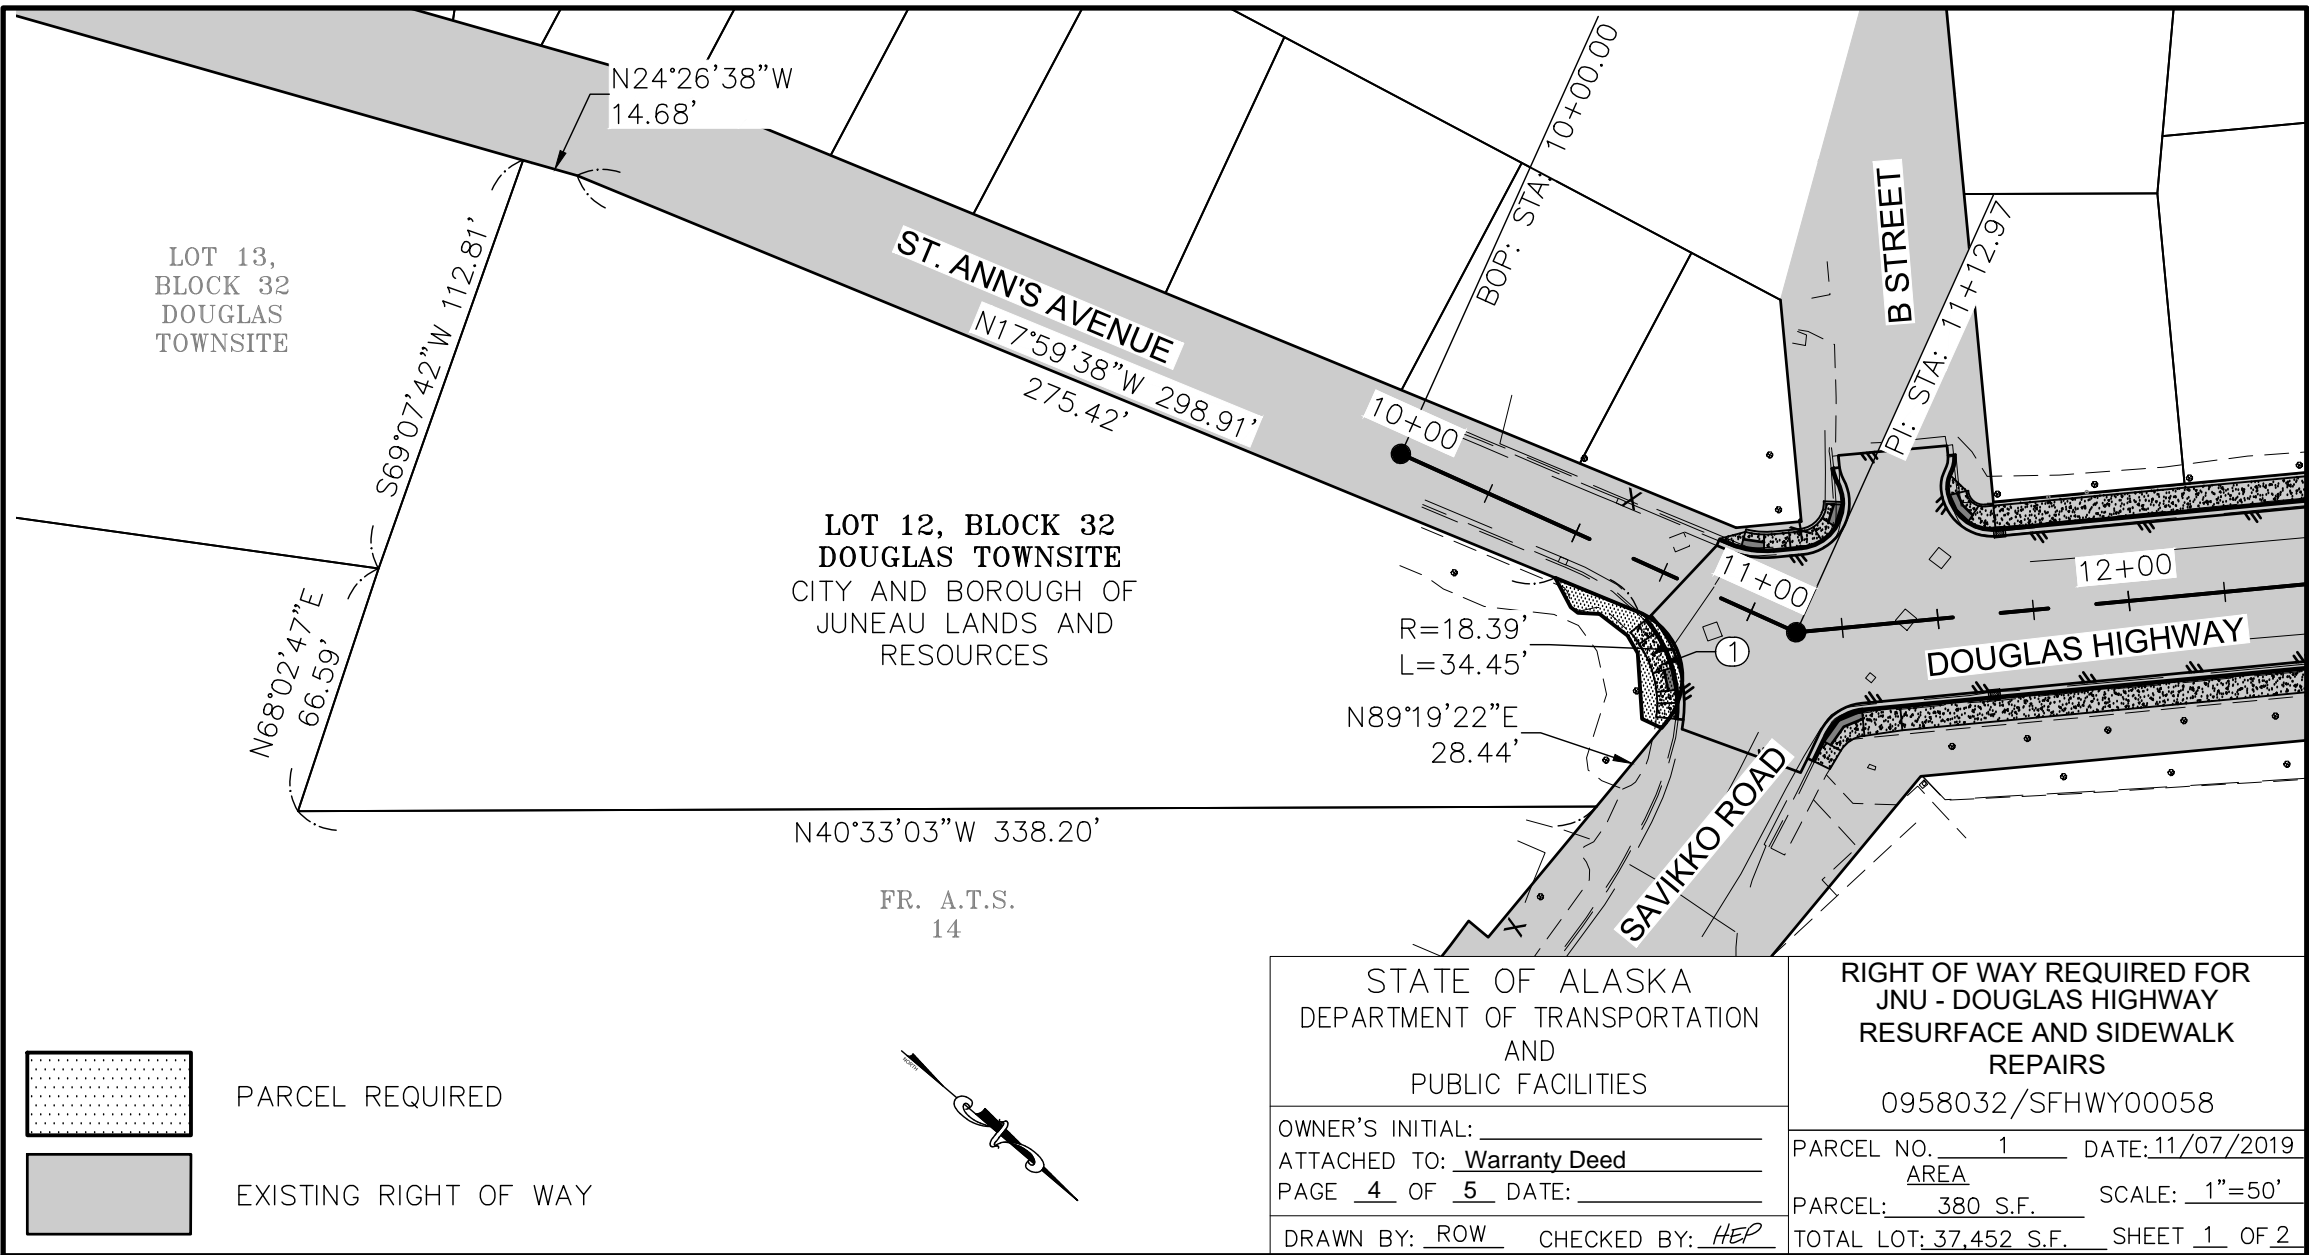 N24°26'38"W
14.68'
LOT 13,
BLOCK 32
DOUGLAS
TOWNSITE
S69°07'42"W 112.81'
ST. ANN'S AVENUE
N17°59'38"W 298.91'
275.42'
BOP: STA: 10+00.00
B STREET
PI: STA: 11+12.97
10+00
11+00
12+00
LOT 12, BLOCK 32
DOUGLAS TOWNSITE
CITY AND BOROUGH OF
JUNEAU LANDS AND
RESOURCES
R=18.39'
L=34.45'
1
DOUGLAS HIGHWAY
N68°02'47"E
66.59'
N89°19'22"E
28.44'
SAVIKKO ROAD
N40°33'03"W 338.20'
FR. A.T.S.
14
NORTH
PARCEL REQUIRED
EXISTING RIGHT OF WAY
STATE OF ALASKA
DEPARTMENT OF TRANSPORTATION
AND
PUBLIC FACILITIES
OWNER'S INITIAL:
ATTACHED TO: Warranty Deed
PAGE 4 OF 5 DATE:
DRAWN BY: ROW CHECKED BY: HEP
RIGHT OF WAY REQUIRED FOR
JNU - DOUGLAS HIGHWAY
RESURFACE AND SIDEWALK
REPAIRS
0958032/SFHWY00058
PARCEL NO. 1 DATE: 11/07/2019
AREA
PARCEL: 380 S.F. SCALE: 1"=50'
TOTAL LOT: 37,452 S.F. SHEET 1 OF 2